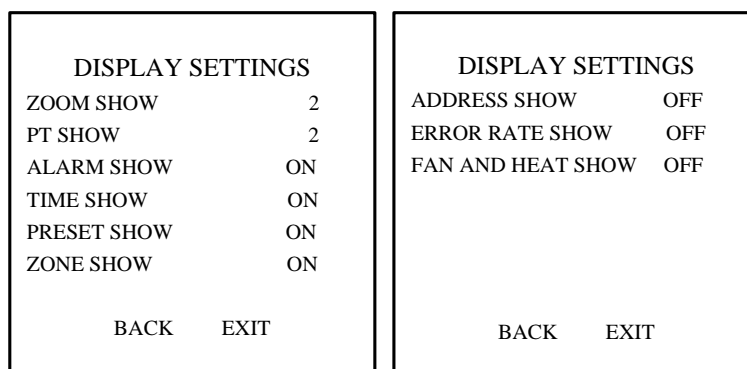 DISPLAY SETTINGS
ZOOM SHOW 2
PT SHOW 2
ALARM SHOW ON
TIME SHOW ON
PRESET SHOW ON
ZONE SHOW ON
BACK EXIT
DISPLAY SETTINGS
ADDRESS SHOW OFF
ERROR RATE SHOW OFF
FAN AND HEAT SHOW OFF
BACK EXIT